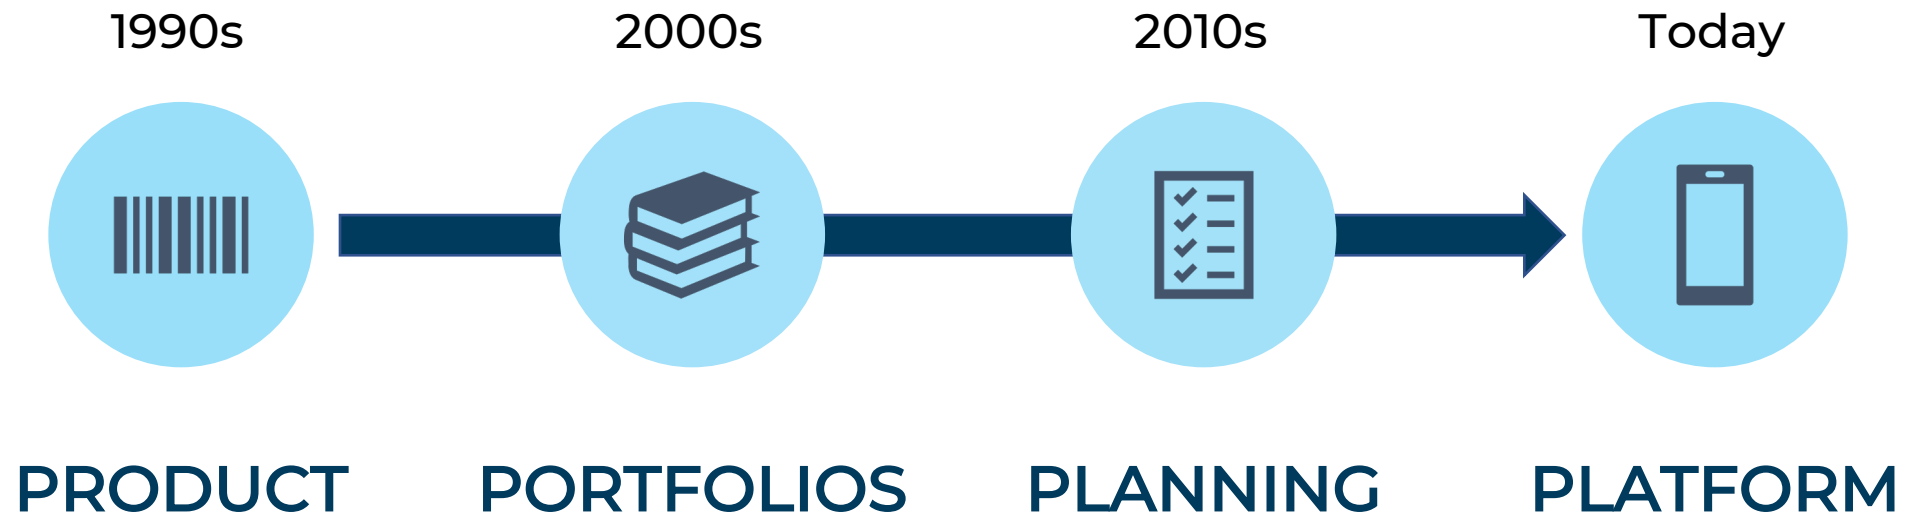 1990s
2000s
2010s
Today
PRODUCT
PORTFOLIOS
PLANNING
PLATFORM